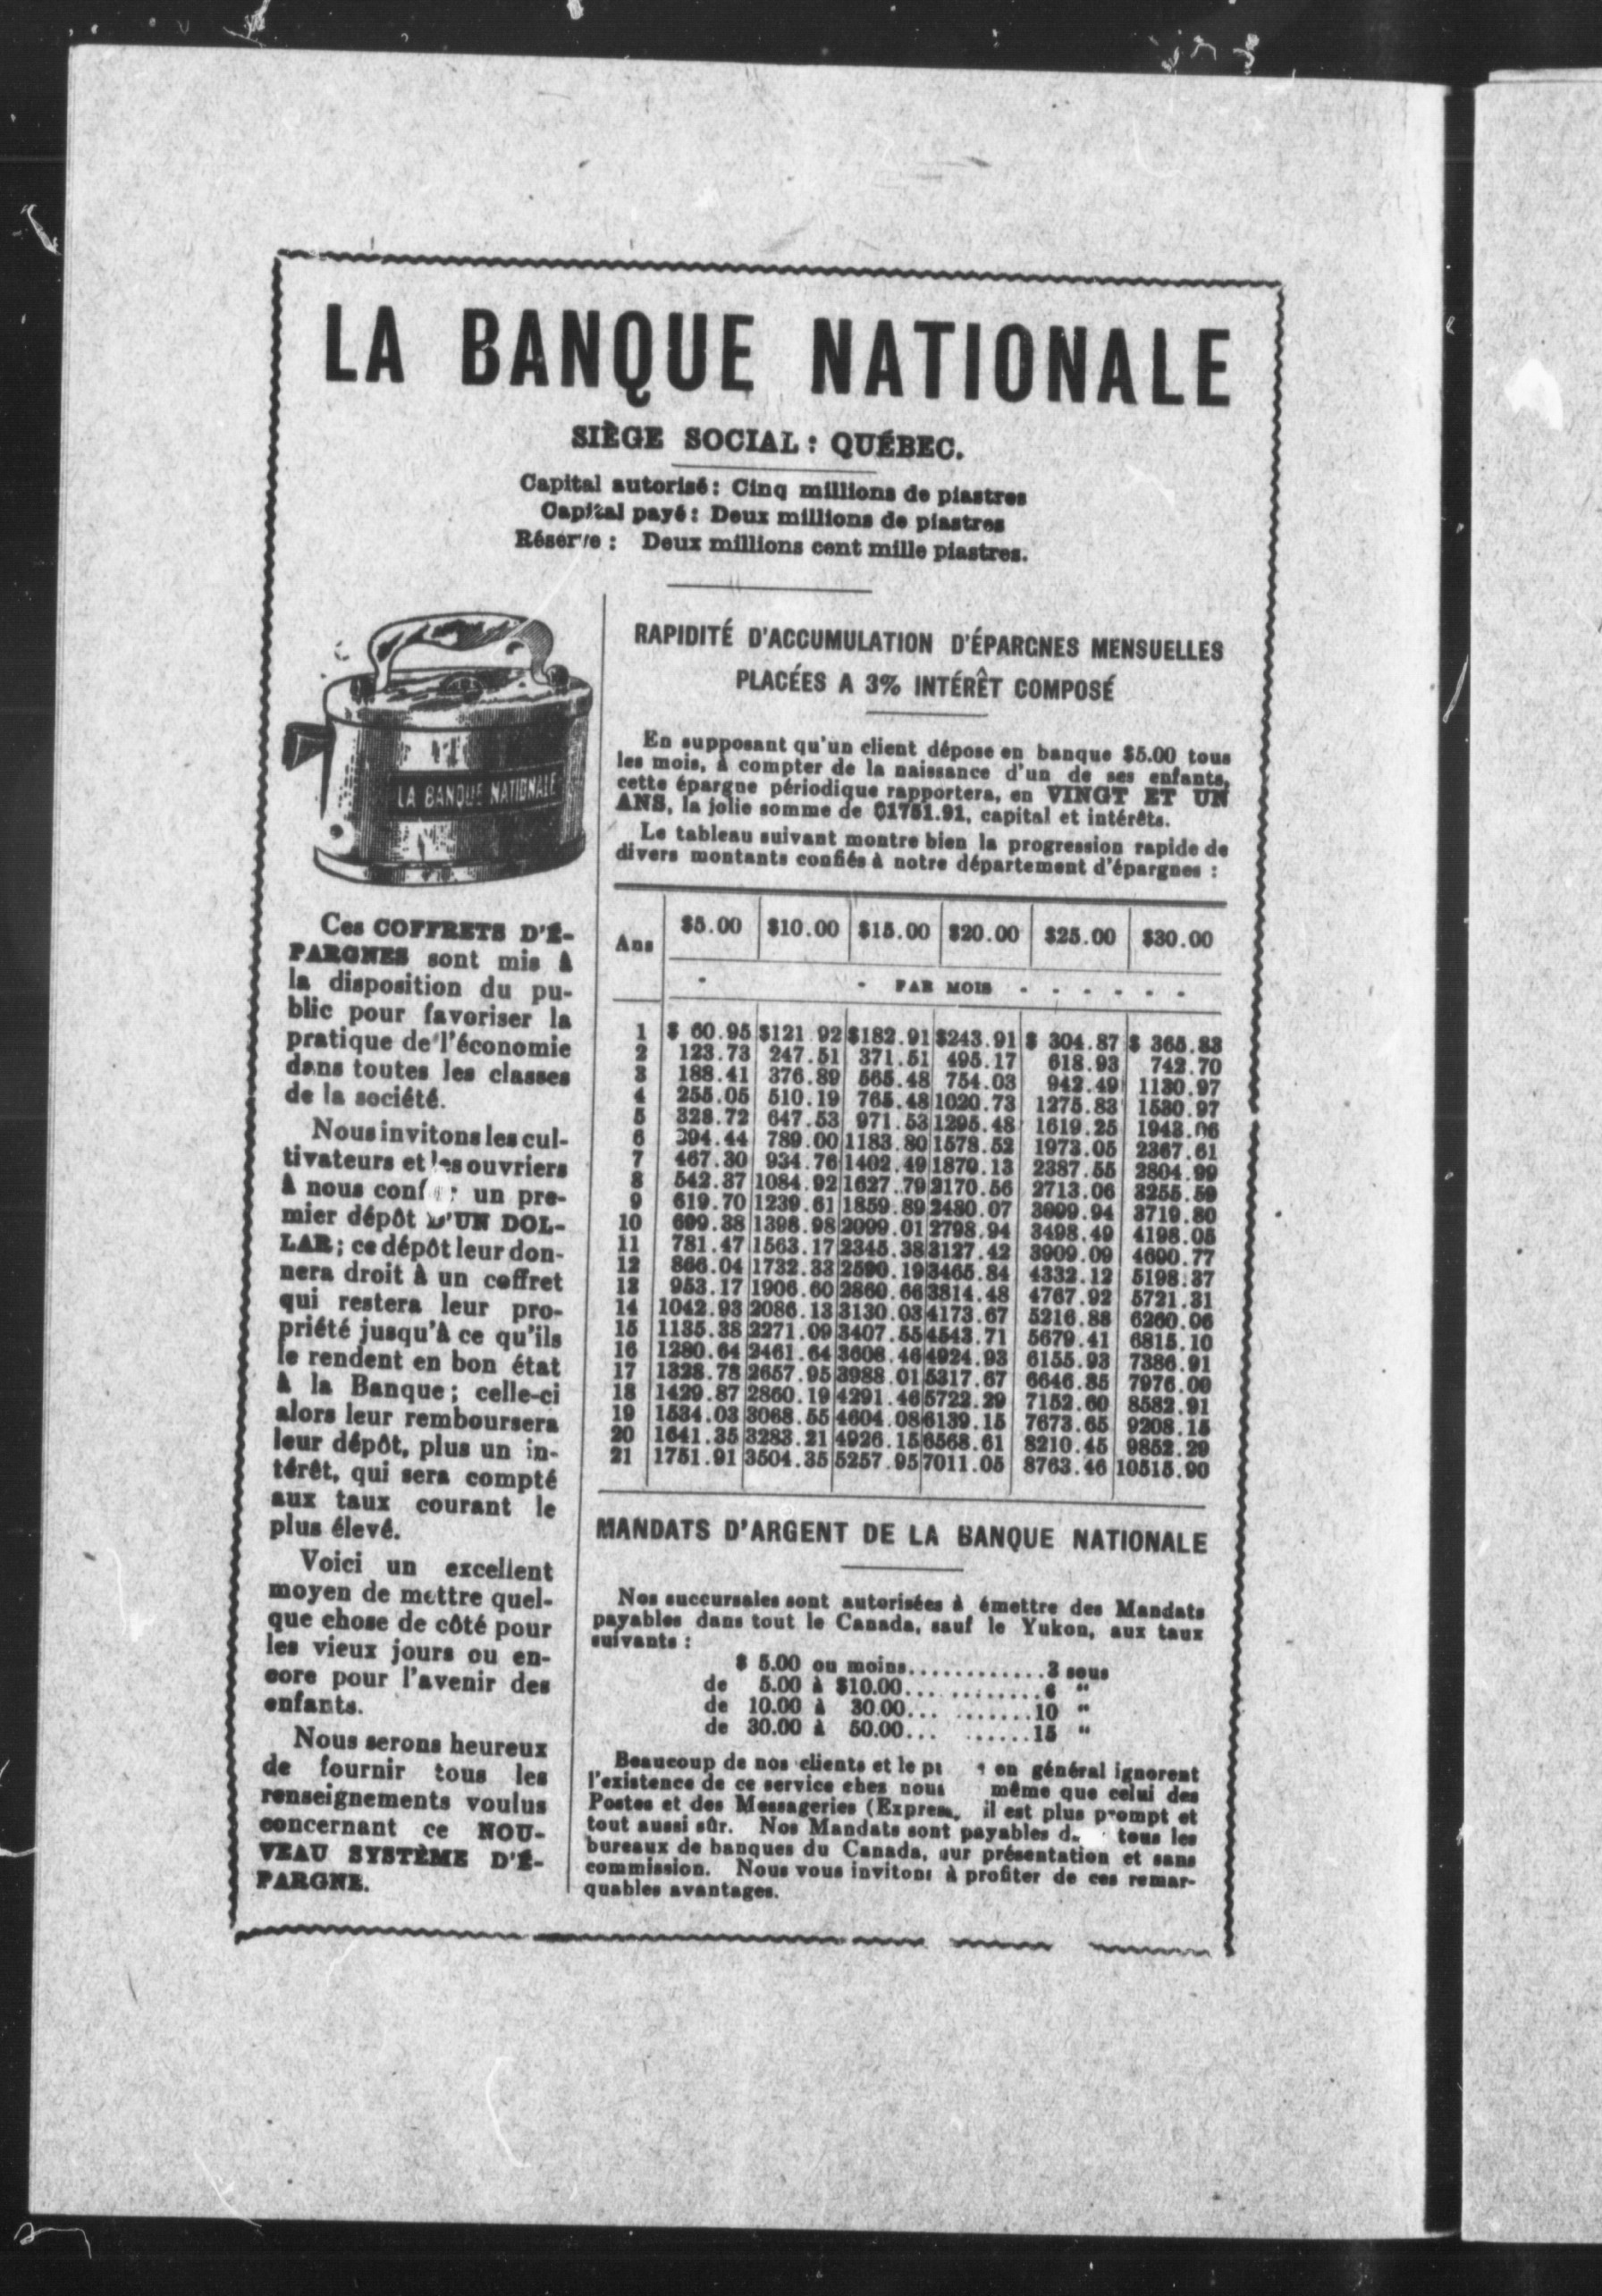 LA BANQUE NATIONALE
SIÈGE SOCIAL : QUÉBEC.
Capital autorisé : Cinq millions de piastres
Capital payé : Deux millions de piastres
Réserve : Deux millions cent mille piastres.
LA BANQUE NATIONALE
Ces COFFRETS D'É-
PARGNES sont mis à
la disposition du pu-
blic pour favoriser la
pratique de l'économie
dans toutes les classes
de la société.
Nous invitons les cul-
tivateurs et les ouvriers
à nous conf un pre-
mier dépôt D'UN DOL-
LAR ; ce dépôt leur don-
nera droit à un coffret
qui restera leur pro-
priété jusqu'à ce qu'ils
le rendent en bon état
à la Banque ; celle-ci
alors leur remboursera
leur dépôt, plus un in-
térêt, qui sera compté
aux taux courant le
plus élevé.
Voici un excellent
moyen de mettre quel-
que chose de côté pour
les vieux jours ou en-
core pour l'avenir des
enfants.
Nous serons heureux
de fournir tous les
renseignements voulus
concernant ce NOU-
VEAU SYSTÈME D'É-
PARGNE.
RAPIDITÉ D'ACCUMULATION D'ÉPARGNES MENSUELLES
PLACÉES A 3% INTÉRÊT COMPOSÉ
En supposant qu'un client dépose en banque $5.00 tous
les mois, à compter de la naissance d'un de ses enfants,
cette épargne périodique rapportera, en VINGT ET UN
ANS, la jolie somme de $1751.91, capital et intérêts.
Le tableau suivant montre bien la progression rapide de
divers montants confiés à notre département d'épargnes :
Ans $5.00 $10.00 $15.00 $20.00 $25.00 $30.00
PAR MOIS
1 $ 60.95 $121.92 $182.91 $243.91 $ 304.87 $ 365.83
2 123.73 247.51 371.51 495.17 618.93 742.70
3 188.41 376.89 565.48 754.03 942.49 1130.97
4 255.05 510.19 765.48 1020.73 1275.83 1530.97
5 328.72 647.53 971.53 1295.48 1619.25 1943.06
6 394.44 789.00 1183.80 1578.52 1973.05 2367.61
7 467.30 934.76 1402.49 1870.13 2387.55 2804.99
8 542.37 1084.92 1627.79 2170.56 2713.06 3255.59
9 619.70 1239.61 1859.89 2480.07 3099.94 3719.80
10 699.38 1398.98 2099.01 2798.94 3498.49 4198.05
11 781.47 1563.17 2345.38 3127.42 3909.09 4690.77
12 866.04 1732.33 2590.19 3465.84 4332.12 5198.37
13 953.17 1906.60 2860.66 3814.48 4767.92 5721.31
14 1042.93 2086.13 3130.03 4173.67 5216.88 6260.06
15 1135.38 2271.09 3407.55 4543.71 5679.41 6815.10
16 1230.64 2461.64 3608.46 4924.93 6155.93 7386.91
17 1328.78 2657.95 3988.01 5317.67 6646.85 7976.00
18 1429.87 2860.19 4291.46 5722.29 7152.60 8582.91
19 1534.03 3068.55 4604.08 6139.15 7673.65 9208.15
20 1641.35 3283.21 4926.15 6568.61 8210.45 9852.29
21 1751.91 3504.35 5257.95 7011.05 8763.46 10515.90
MANDATS D'ARGENT DE LA BANQUE NATIONALE
Nos succursales sont autorisées à émettre des Mandats
payables dans tout le Canada, sauf le Yukon, aux taux
suivants :
$ 5.00 ou moins............3 sous
de 5.00 à $10.00............6 "
de 10.00 à 30.00..........10 "
de 30.00 à 50.00..........15 "
Beaucoup de nos clients et le en général ignorent
l'existence de ce service chez nous même que celui des
Postes et des Messageries (Express, il est plus prompt et
tout aussi sûr. Nos Mandats sont payables tous les
bureaux de banques du Canada, sur présentation et sans
commission. Nous vous invitons à profiter de ces remar-
quables avantages.